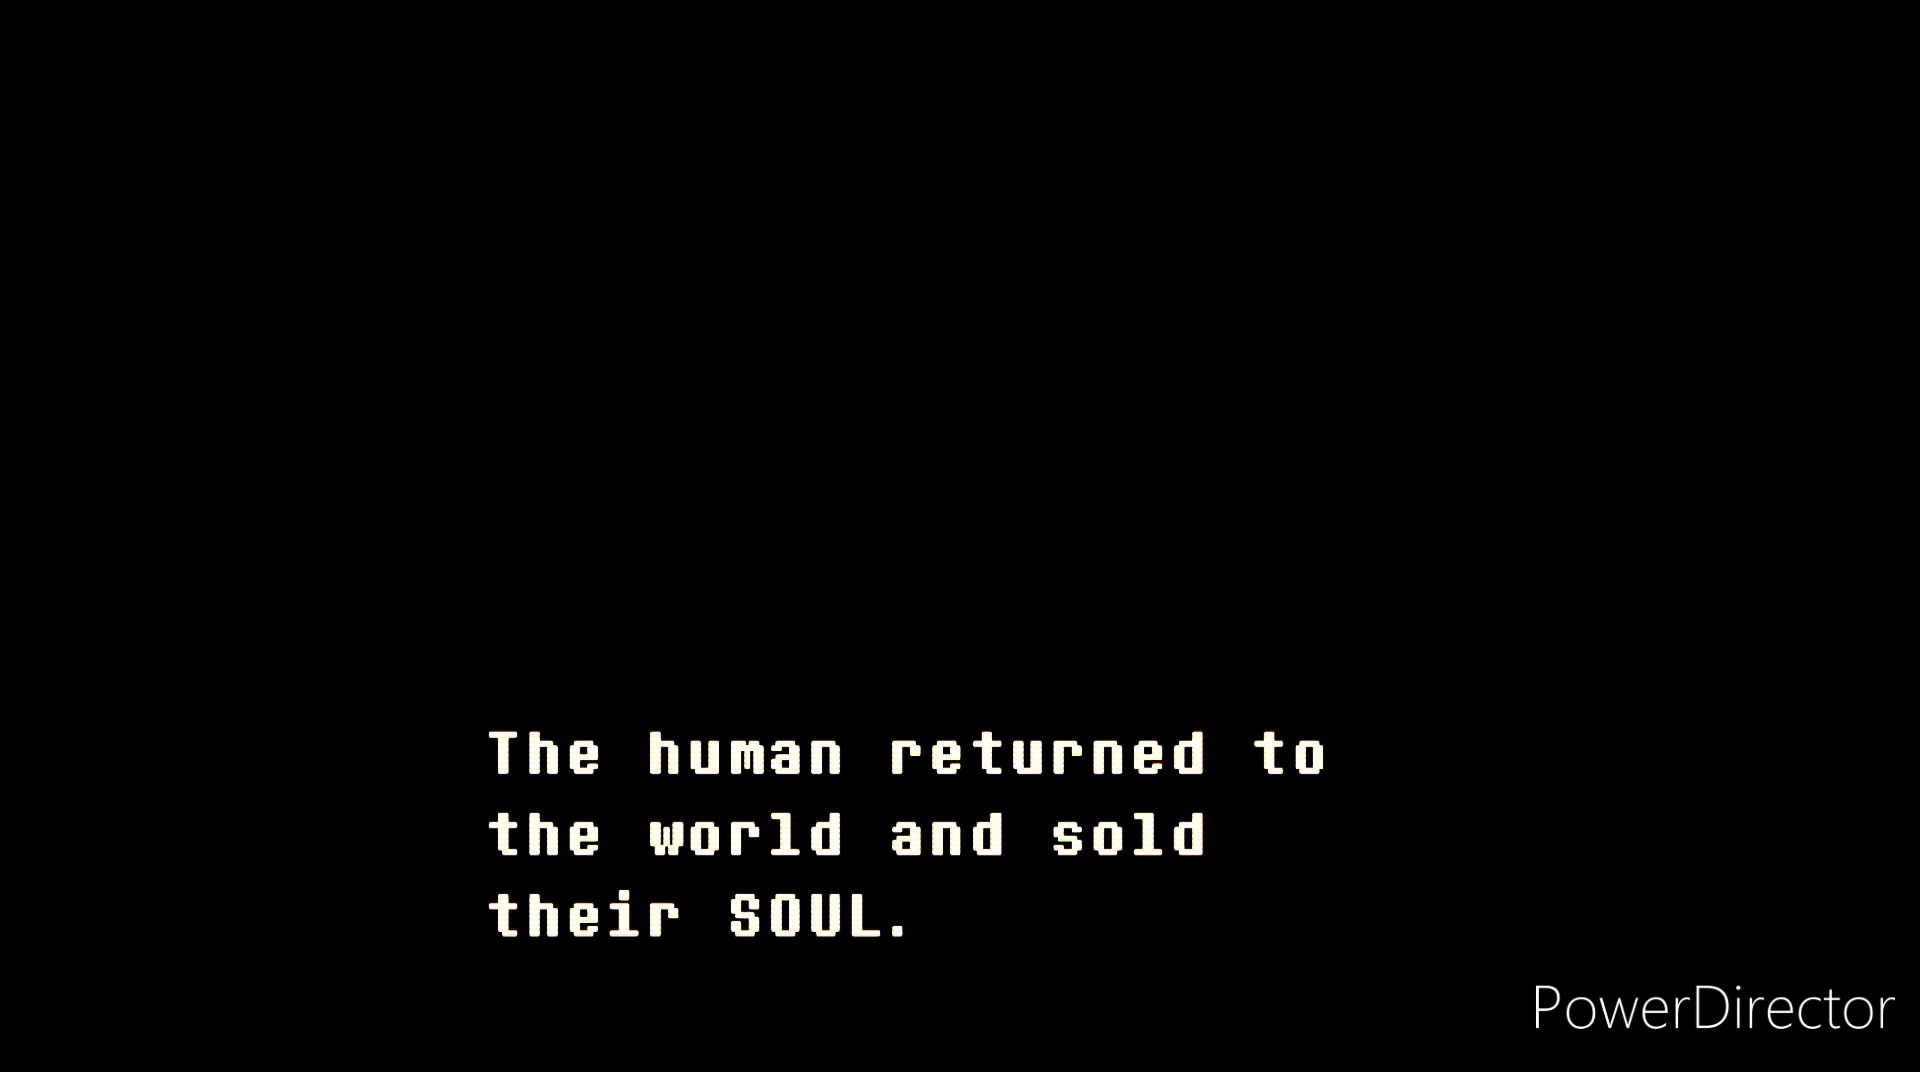 The human returned to
the world and sold
their SOUL.
PowerDirector